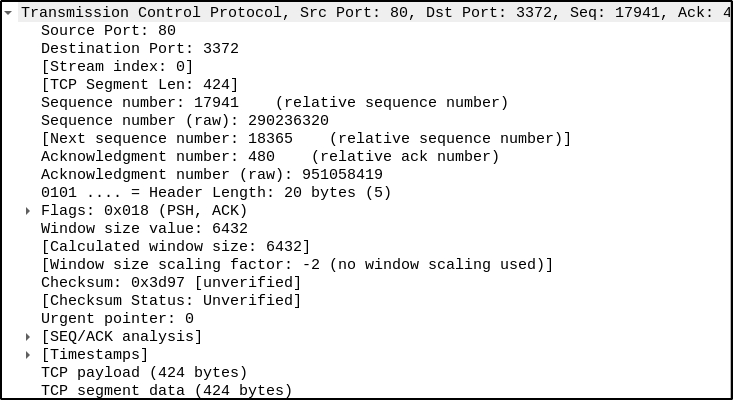 Transmission Control Protocol, Src Port: 80, Dst Port: 3372, Seq: 17941, Ack: 4
Source Port: 80
Destination Port: 3372
[Stream index: 0]
[TCP Segment Len: 424]
Sequence number: 17941    (relative sequence number)
Sequence number (raw): 290236320
[Next sequence number: 18365    (relative sequence number)]
Acknowledgment number: 480    (relative ack number)
Acknowledgment number (raw): 951058419
0101 .... = Header Length: 20 bytes (5)
Flags: 0x018 (PSH, ACK)
Window size value: 6432
[Calculated window size: 6432]
[Window size scaling factor: -2 (no window scaling used)]
Checksum: 0x3d97 [unverified]
[Checksum Status: Unverified]
Urgent pointer: 0
[SEQ/ACK analysis]
[Timestamps]
TCP payload (424 bytes)
TCP segment data (424 bytes)